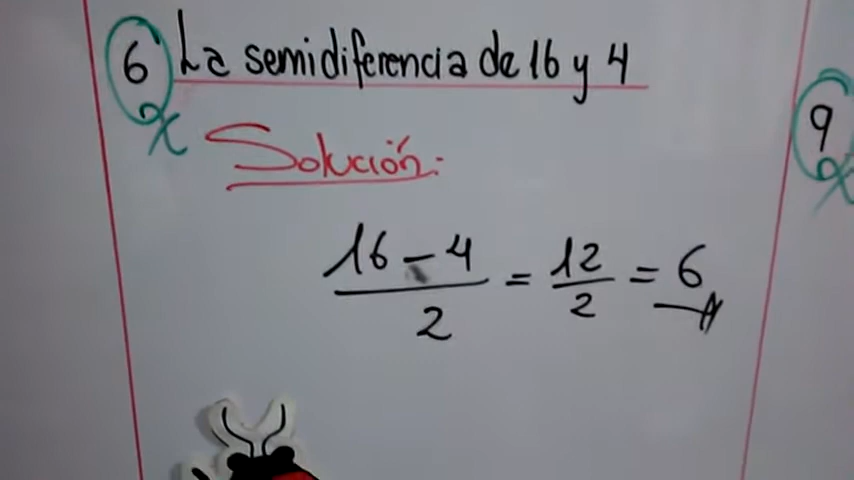 6 La semidiferencia de 16 y 4
Solución:
16 - 4 / 2 = 12 / 2 = 6
9